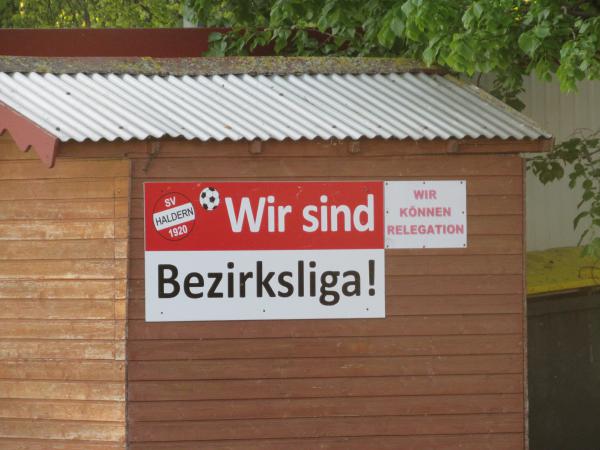 SV
HALDERN
1920
Wir sind
Bezirksliga!
WIR
KÖNNEN
RELEGATION